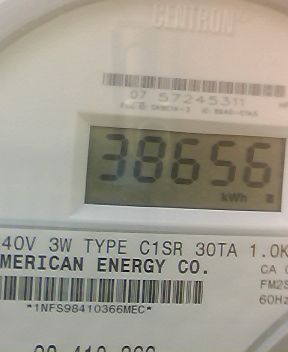 CENTRON
07 57245311
38656
kWh
40V 3W TYPE C1SR 30TA 1.0K
MERICAN ENERGY CO.
CA
FM2S
60Hz
*1NFS98410366MEC*